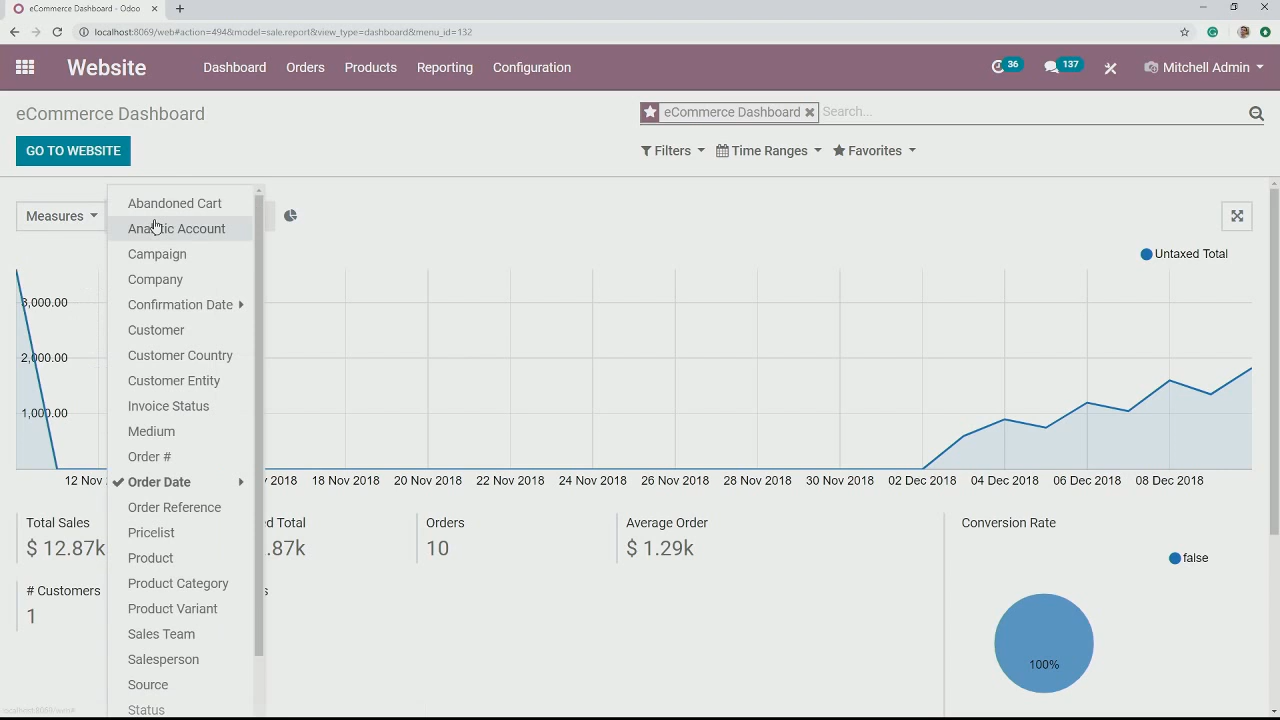 eCommerce Dashboard - Odoo
localhost:8069/web#action=494&model=sale.report&view_type=dashboard&menu_id=132
Website
Dashboard
Orders
Products
Reporting
Configuration
36
137
Mitchell Admin
eCommerce Dashboard
eCommerce Dashboard
Search...
GO TO WEBSITE
Filters
Time Ranges
Favorites
Measures
Abandoned Cart
Analytic Account
Campaign
Company
Confirmation Date
Customer
Customer Country
Customer Entity
Invoice Status
Medium
Order #
Order Date
Order Reference
Pricelist
Product
Product Category
Product Variant
Sales Team
Salesperson
Source
Status
Untaxed Total
3,000.00
2,000.00
1,000.00
12 Nov
2018
18 Nov 2018
20 Nov 2018
22 Nov 2018
24 Nov 2018
26 Nov 2018
28 Nov 2018
30 Nov 2018
02 Dec 2018
04 Dec 2018
06 Dec 2018
08 Dec 2018
Total Sales
$ 12.87k
d Total
.87k
Orders
10
Average Order
$ 1.29k
Conversion Rate
false
100%
# Customers
1
s
localhost:8069/web#